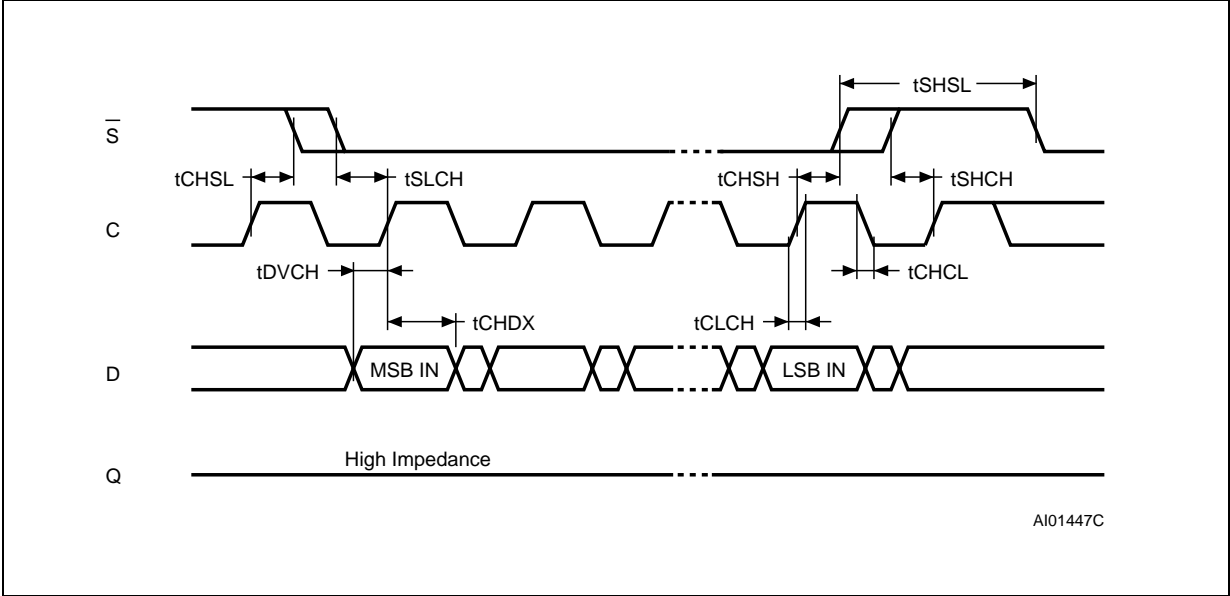 tSHSL
S̅
tCHSL
tSLCH
tCHSH
tSHCH
C
tDVCH
tCHCL
tCHDX
tCLCH
D
MSB IN
LSB IN
High Impedance
Q
AI01447C